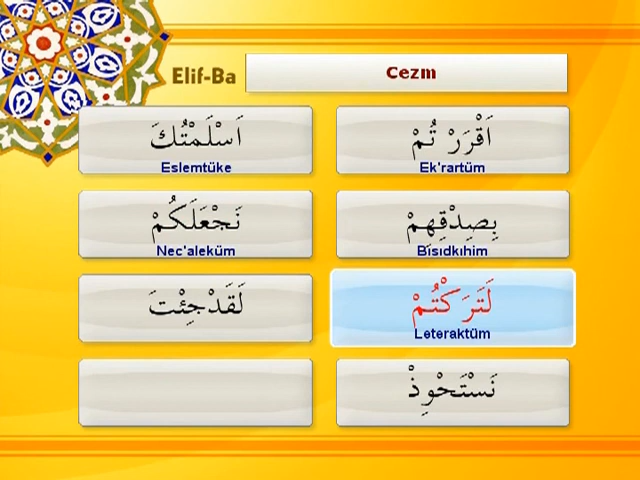 Elif-Ba
Cezm
اَقْرَرْ تُمْ
Ek'rartüm
اَسْلَمْتُكَ
Eslemtüke
بِصِدْقِهِمْ
Bısıdkıhim
نَجْعَلَكُمْ
Nec'aleküm
لَتَرَكْتُمْ
Leteraktüm
لَقَدْجِئْتَ
نَسْتَحْوِذْ